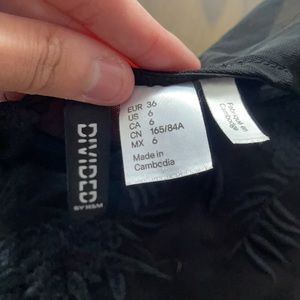 DIVIDED
BY H&M
EUR 36
US 6
CA 6
CN 165/84A
MX 6
Made in
Cambodia